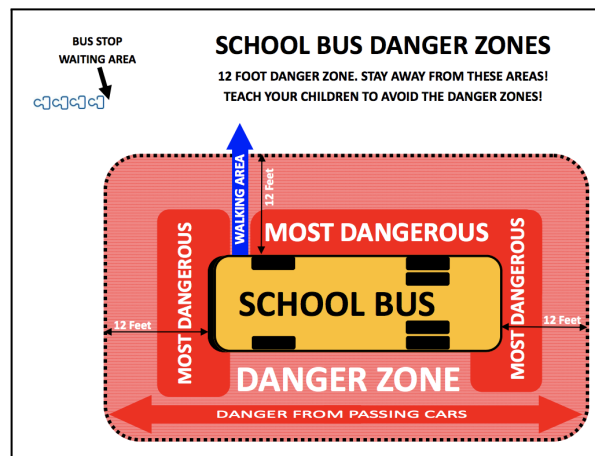 BUS STOP
WAITING AREA
SCHOOL BUS DANGER ZONES
12 FOOT DANGER ZONE. STAY AWAY FROM THESE AREAS!
TEACH YOUR CHILDREN TO AVOID THE DANGER ZONES!
WALKING AREA
12 Feet
MOST DANGEROUS
MOST DANGEROUS
MOST DANGEROUS
SCHOOL BUS
12 Feet
12 Feet
DANGER ZONE
DANGER FROM PASSING CARS